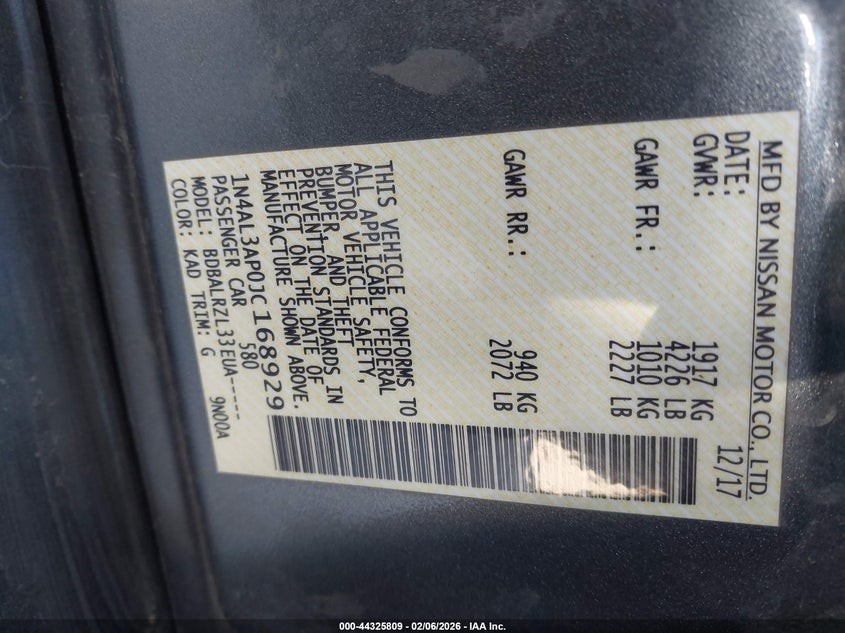 MFD BY NISSAN MOTOR CO., LTD.
DATE: 12/17
GVWR: 1917 KG
4226 LB
GAWR FR.: 1010 KG
2227 LB
GAWR RR.: 940 KG
2072 LB
THIS VEHICLE CONFORMS TO
ALL APPLICABLE FEDERAL
MOTOR VEHICLE SAFETY,
BUMPER, AND THEFT
PREVENTION STANDARDS IN
EFFECT ON THE DATE OF
MANUFACTURE SHOWN ABOVE.
1N4AL3AP0JC168929
PASSENGER CAR 580
MODEL: BDBALRZL33EUA-----
COLOR: KAD TRIM: G 9N00A
000-44325809 - 02/06/2026 - IAA Inc.